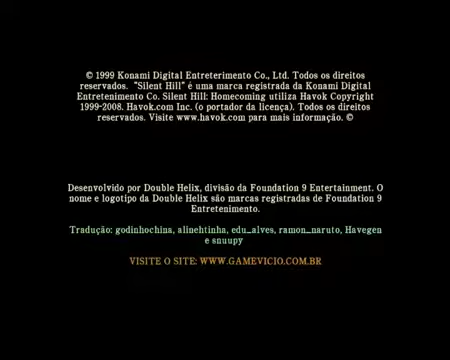 © 1999 Konami Digital Entreterimento Co., Ltd. Todos os direitos
reservados. "Silent Hill" é uma marca registrada da Konami Digital
Entretenimento Co. Silent Hill: Homecoming utiliza Havok Copyright
1999-2008. Havok.com Inc. (o portador da licença). Todos os direitos
reservados. Visite www.havok.com para mais informação. ©
Desenvolvido por Double Helix, divisão da Foundation 9 Entertainment. O
nome e logotipo da Double Helix são marcas registradas de Foundation 9
Entretenimento.
Tradução: godinhochina, alinehtinha, edu_alves, ramon_naruto, Havegen
e snuupy
VISITE O SITE: WWW.GAMEVICIO.COM.BR